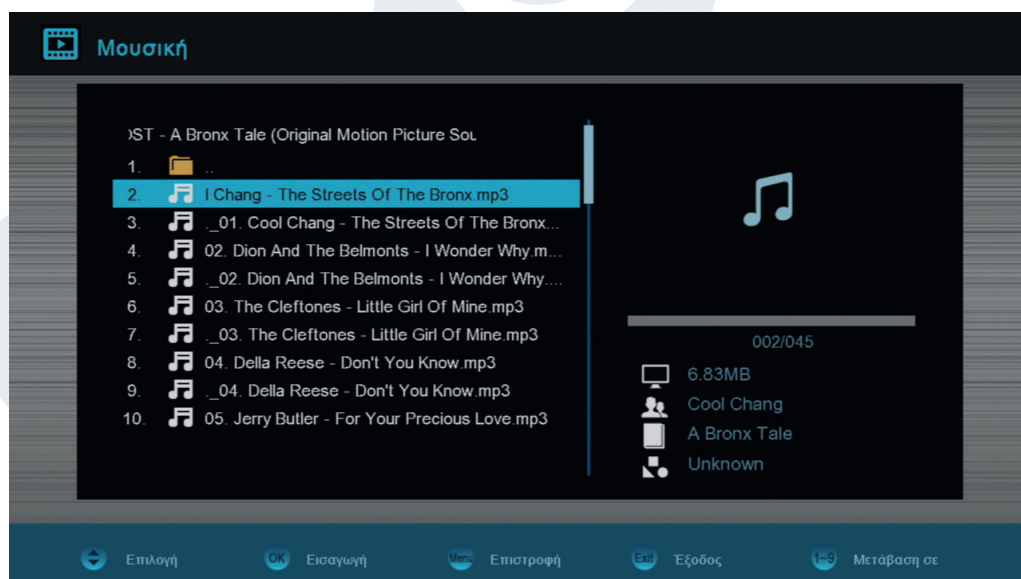 Μουσική
OST - A Bronx Tale (Original Motion Picture Sou
1. ..
2. l Chang - The Streets Of The Bronx.mp3
3. ._01. Cool Chang - The Streets Of The Bronx...
4. 02. Dion And The Belmonts - I Wonder Why.m...
5. ._02. Dion And The Belmonts - I Wonder Why....
6. 03. The Cleftones - Little Girl Of Mine.mp3
7. ._03. The Cleftones - Little Girl Of Mine.mp3
8. 04. Della Reese - Don't You Know.mp3
9. ._04. Della Reese - Don't You Know.mp3
10. 05. Jerry Butler - For Your Precious Love.mp3
002/045
6.83MB
Cool Chang
A Bronx Tale
Unknown
Επιλογή OK Εισαγωγή Menu Επιστροφή Exit Έξοδος 1-9 Μετάβαση σε